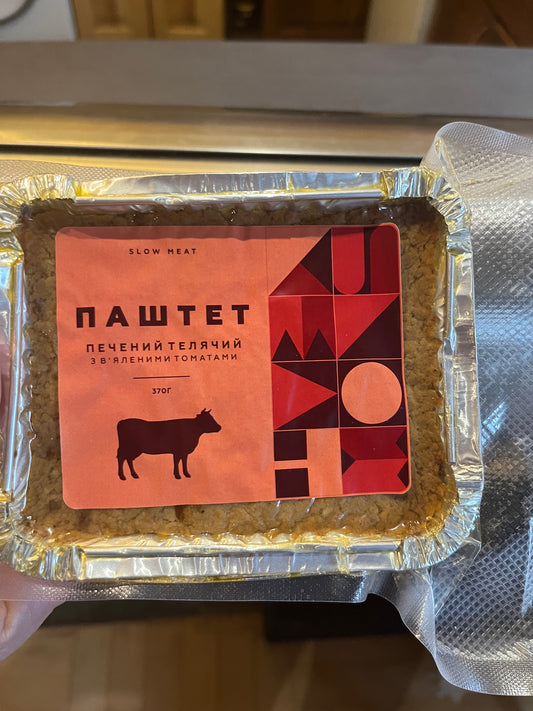 SLOW MEAT
ПАШТЕТ
ПЕЧЕНИЙ ТЕЛЯЧИЙ
З В'ЯЛЕНИМИ ТОМАТАМИ
370Г